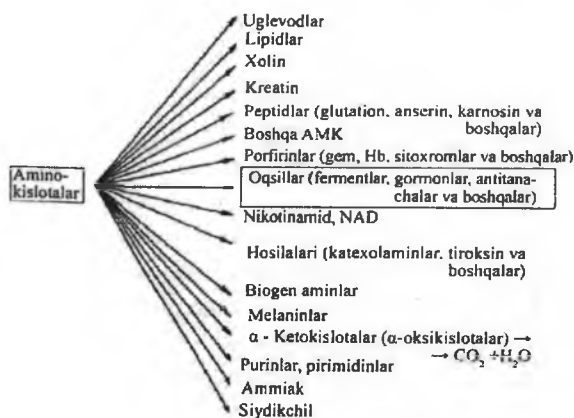 Uglevodlar
Lipidlar
Xolin
Kreatin
Peptidlar (glutation, anserin, karnosin va
boshqalar)
Boshqa AMK
Porfirinlar (gem, Hb, sitoxromlar va boshqalar)
Amino-
kislotalar
Oqsillar (fermentlar, gormonlar, antitana-
chalar va boshqalar)
Nikotinamid, NAD
Hosilalari (katexolaminlar, tiroksin va
boshqalar)
Biogen aminlar
Melaninlar
α - Ketokislotalar (α-oksikislotalar) →
→ CO₂ +H₂O
Purinlar, pirimidinlar
Ammiak
Siydikchil